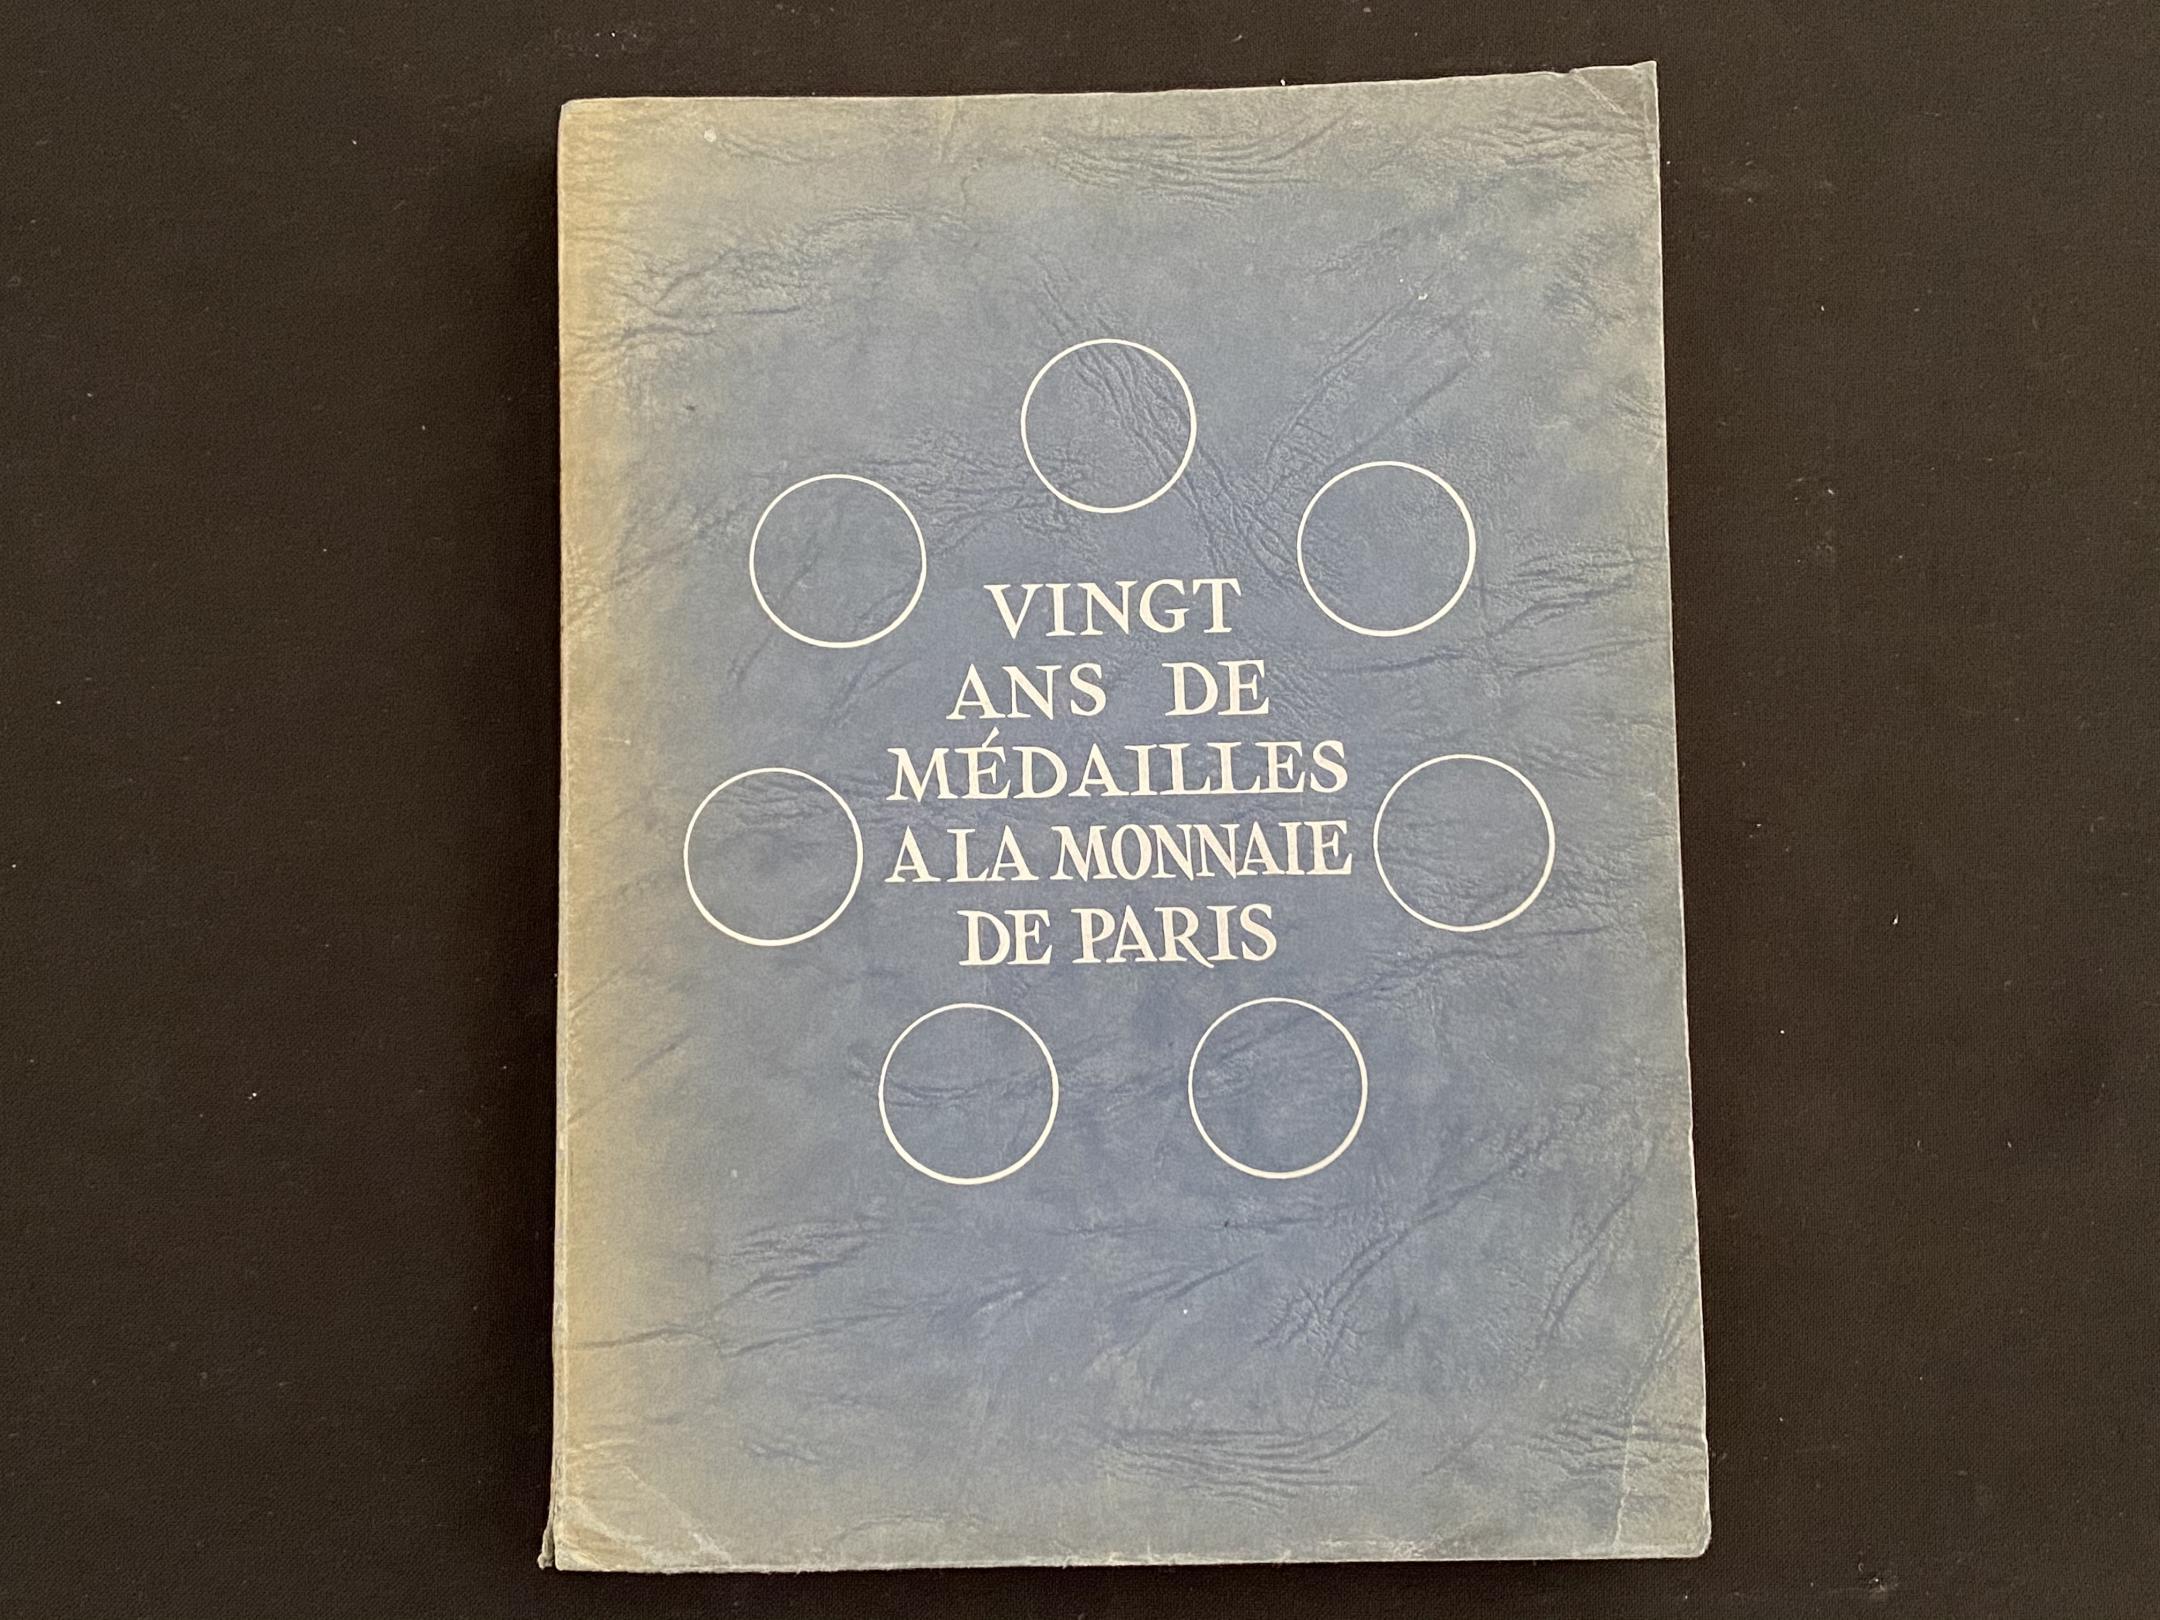 VINGT
ANS DE
MÉDAILLES
A LA MONNAIE
DE PARIS